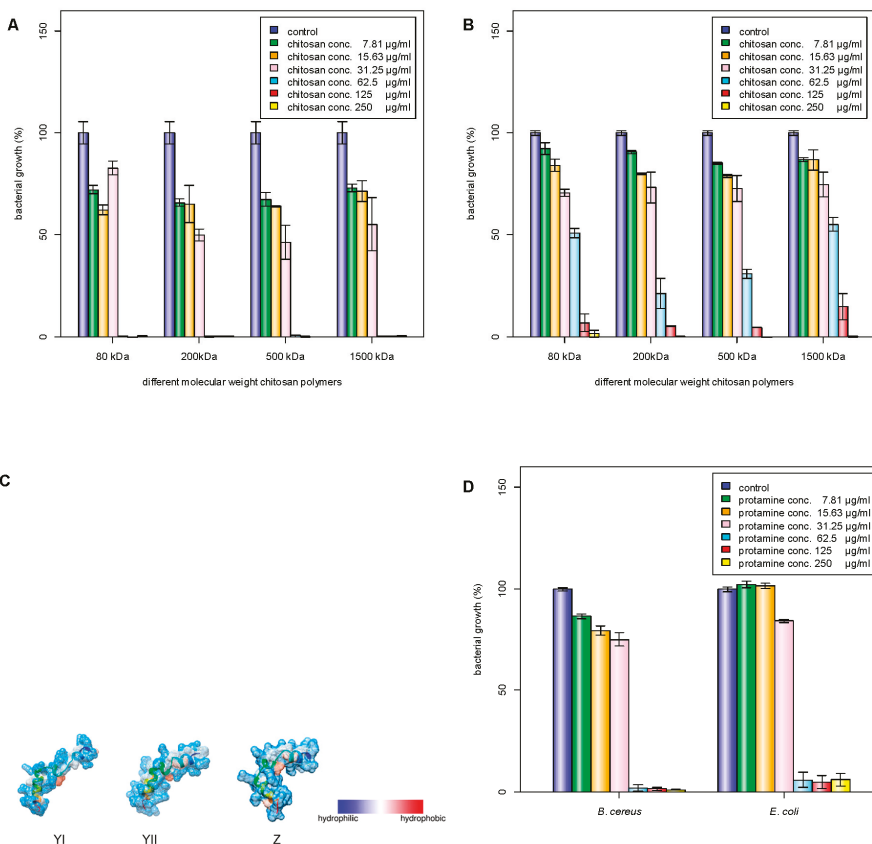 A
150
100
50
0
bacterial growth (%)
control
chitosan conc. 7.81 µg/ml
chitosan conc. 15.63 µg/ml
chitosan conc. 31.25 µg/ml
chitosan conc. 62.5 µg/ml
chitosan conc. 125 µg/ml
chitosan conc. 250 µg/ml
80 kDa 200kDa 500 kDa 1500 kDa
different molecular weight chitosan polymers
B
150
100
50
0
bacterial growth (%)
control
chitosan conc. 7.81 µg/ml
chitosan conc. 15.63 µg/ml
chitosan conc. 31.25 µg/ml
chitosan conc. 62.5 µg/ml
chitosan conc. 125 µg/ml
chitosan conc. 250 µg/ml
80 kDa 200kDa 500 kDa 1500 kDa
different molecular weight chitosan polymers
C
hydrophilic hydrophobic
YI YII Z
D
150
100
50
0
bacterial growth (%)
control
protamine conc. 7.81 µg/ml
protamine conc. 15.63 µg/ml
protamine conc. 31.25 µg/ml
protamine conc. 62.5 µg/ml
protamine conc. 125 µg/ml
protamine conc. 250 µg/ml
B. cereus E. coli